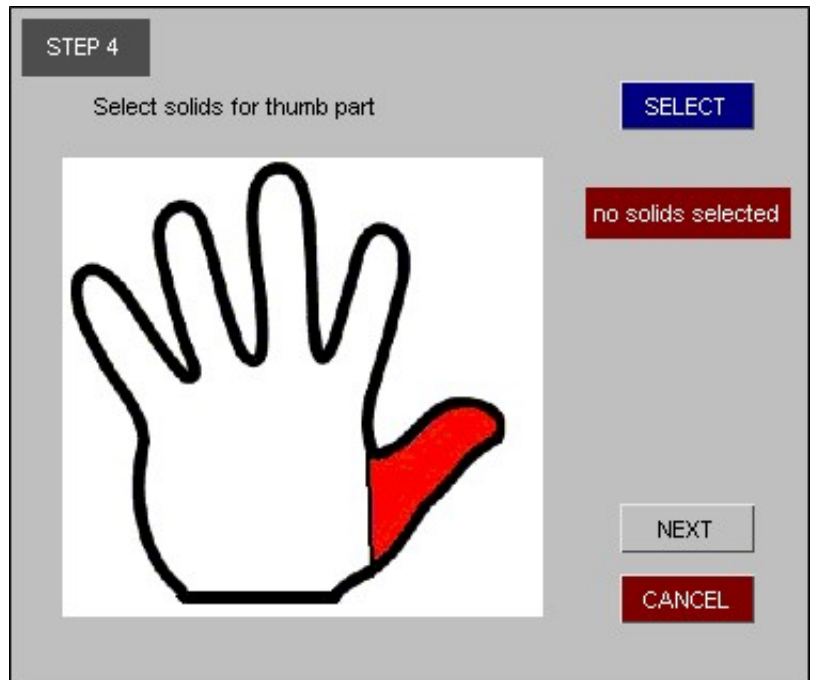 STEP 4
Select solids for thumb part
SELECT
no solids selected
NEXT
CANCEL